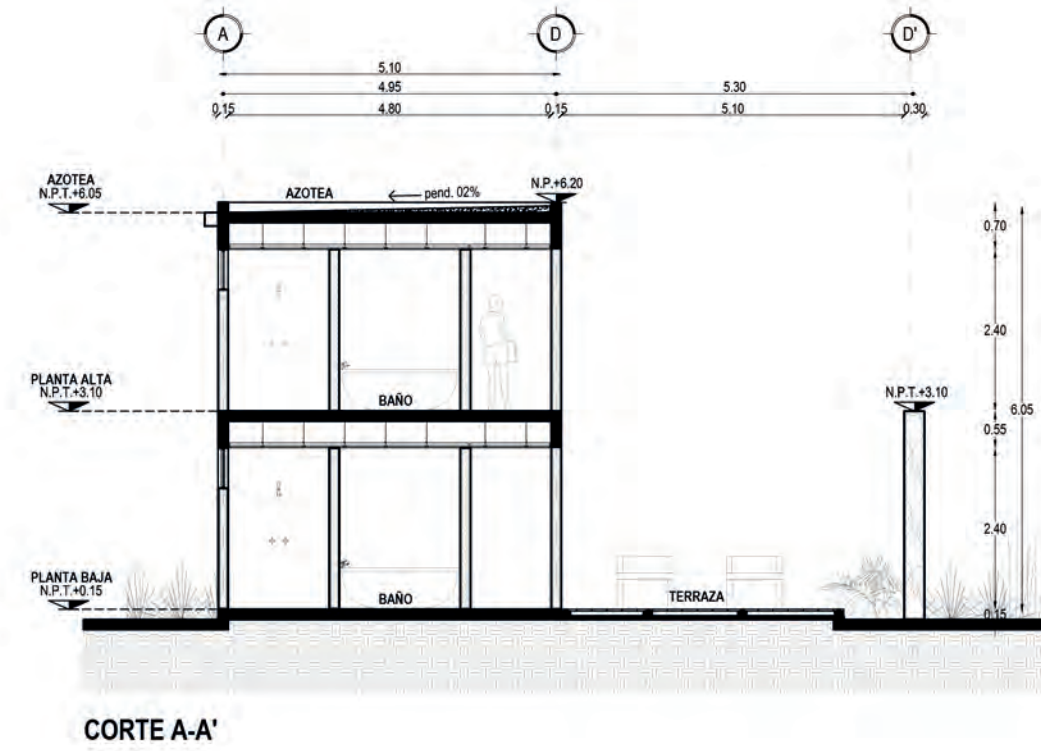 A
D
D'
5.10
4.95
5.30
0.15
4.80
0.15
5.10
0.30
AZOTEA
N.P.T.+6.05
AZOTEA
pend. 02%
N.P.+6.20
0.70
2.40
PLANTA ALTA
N.P.T.+3.10
BAÑO
N.P.T.+3.10
6.05
0.55
2.40
PLANTA BAJA
N.P.T.+0.15
BAÑO
TERRAZA
0.15
CORTE A-A'